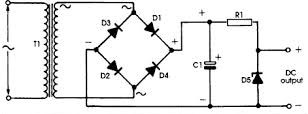 D3
D1
+
+
R1
~
T1
−
+
+
C1
DC
output
D2
D4
D5
~
−
−